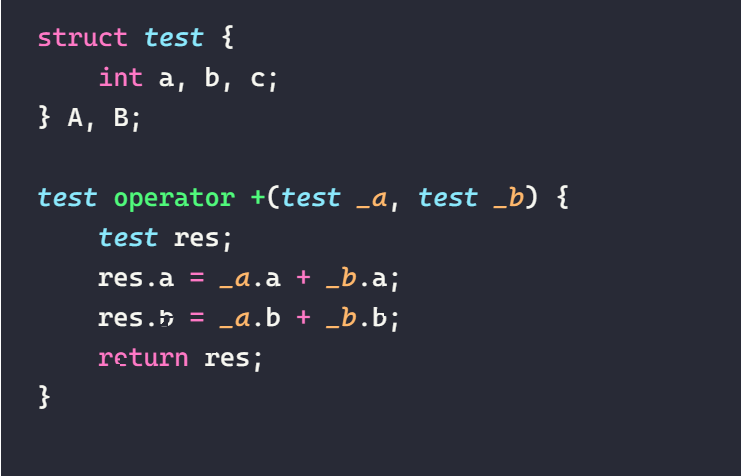 struct test {
    int a, b, c;
} A, B;

test operator +(test _a, test _b) {
    test res;
    res.a = _a.a + _b.a;
    res.b = _a.b + _b.b;
    return res;
}